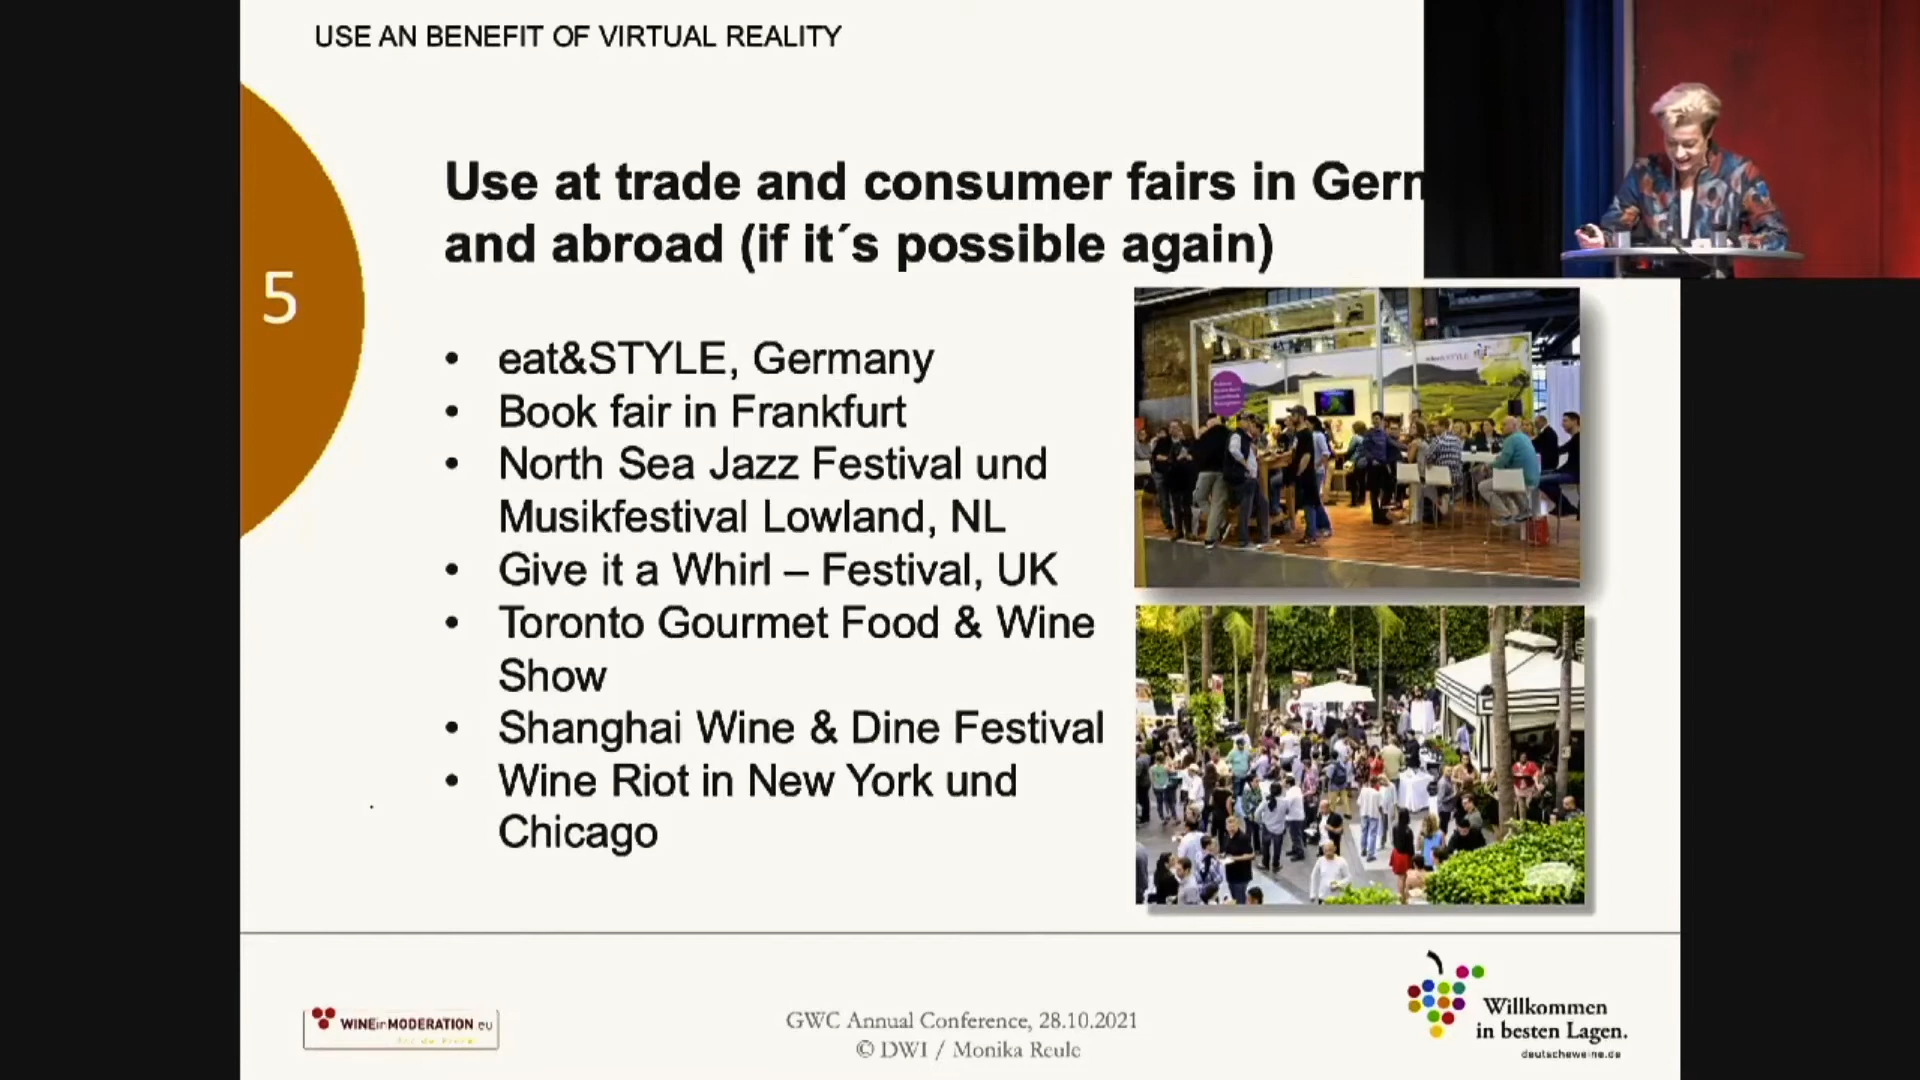 USE AN BENEFIT OF VIRTUAL REALITY
Use at trade and consumer fairs in Gern
and abroad (if it´s possible again)
5
• eat&STYLE, Germany
• Book fair in Frankfurt
• North Sea Jazz Festival und
Musikfestival Lowland, NL
• Give it a Whirl – Festival, UK
• Toronto Gourmet Food & Wine
Show
• Shanghai Wine & Dine Festival
• Wine Riot in New York und
Chicago
WINEinMODERATION.eu
GWC Annual Conference, 28.10.2021
© DWI / Monika Reule
Willkommen
in besten Lagen.
deutscheweine.de